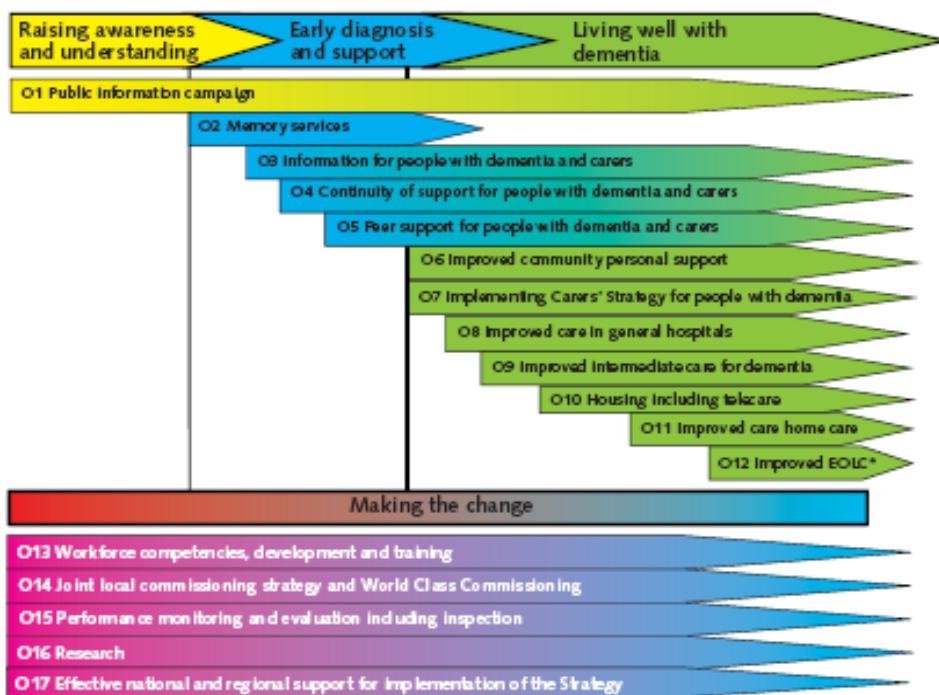 Raising awareness
and understanding
Early diagnosis
and support
Living well with
dementia
O1 Public information campaign
O2 Memory services
O3 Information for people with dementia and carers
O4 Continuity of support for people with dementia and carers
O5 Peer support for people with dementia and carers
O6 Improved community personal support
O7 Implementing Carers' Strategy for people with dementia
O8 Improved care in general hospitals
O9 Improved intermediate care for dementia
O10 Housing including telecare
O11 Improved care home care
O12 Improved EOLC*
Making the change
O13 Workforce competencies, development and training
O14 Joint local commissioning strategy and World Class Commissioning
O15 Performance monitoring and evaluation including inspection
O16 Research
O17 Effective national and regional support for implementation of the Strategy